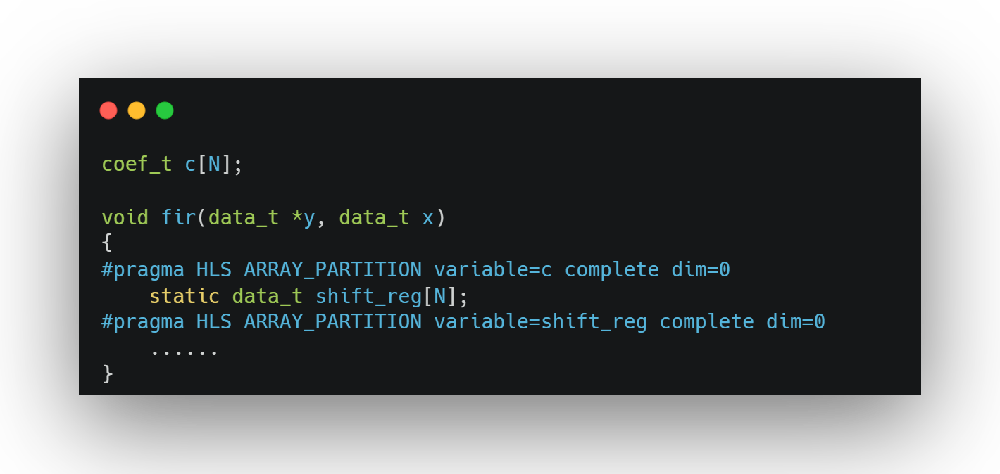 coef_t c[N];
void fir(data_t *y, data_t x)
{
#pragma HLS ARRAY_PARTITION variable=c complete dim=0
    static data_t shift_reg[N];
#pragma HLS ARRAY_PARTITION variable=shift_reg complete dim=0
    ......
}